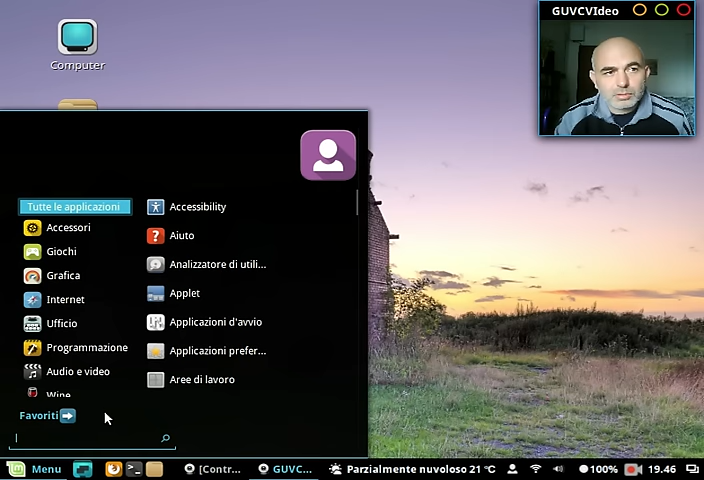 GUVCVIdeo
Computer
Tutte le applicazioni
Accessori
Giochi
Grafica
Internet
Ufficio
Programmazione
Audio e video
Wine
Favoriti
Accessibility
Aiuto
Analizzatore di utili...
Applet
Applicazioni d'avvio
Applicazioni prefer...
Aree di lavoro
Menu
[Contr...
GUVC...
Parzialmente nuvoloso 21 °C
100%
19.46